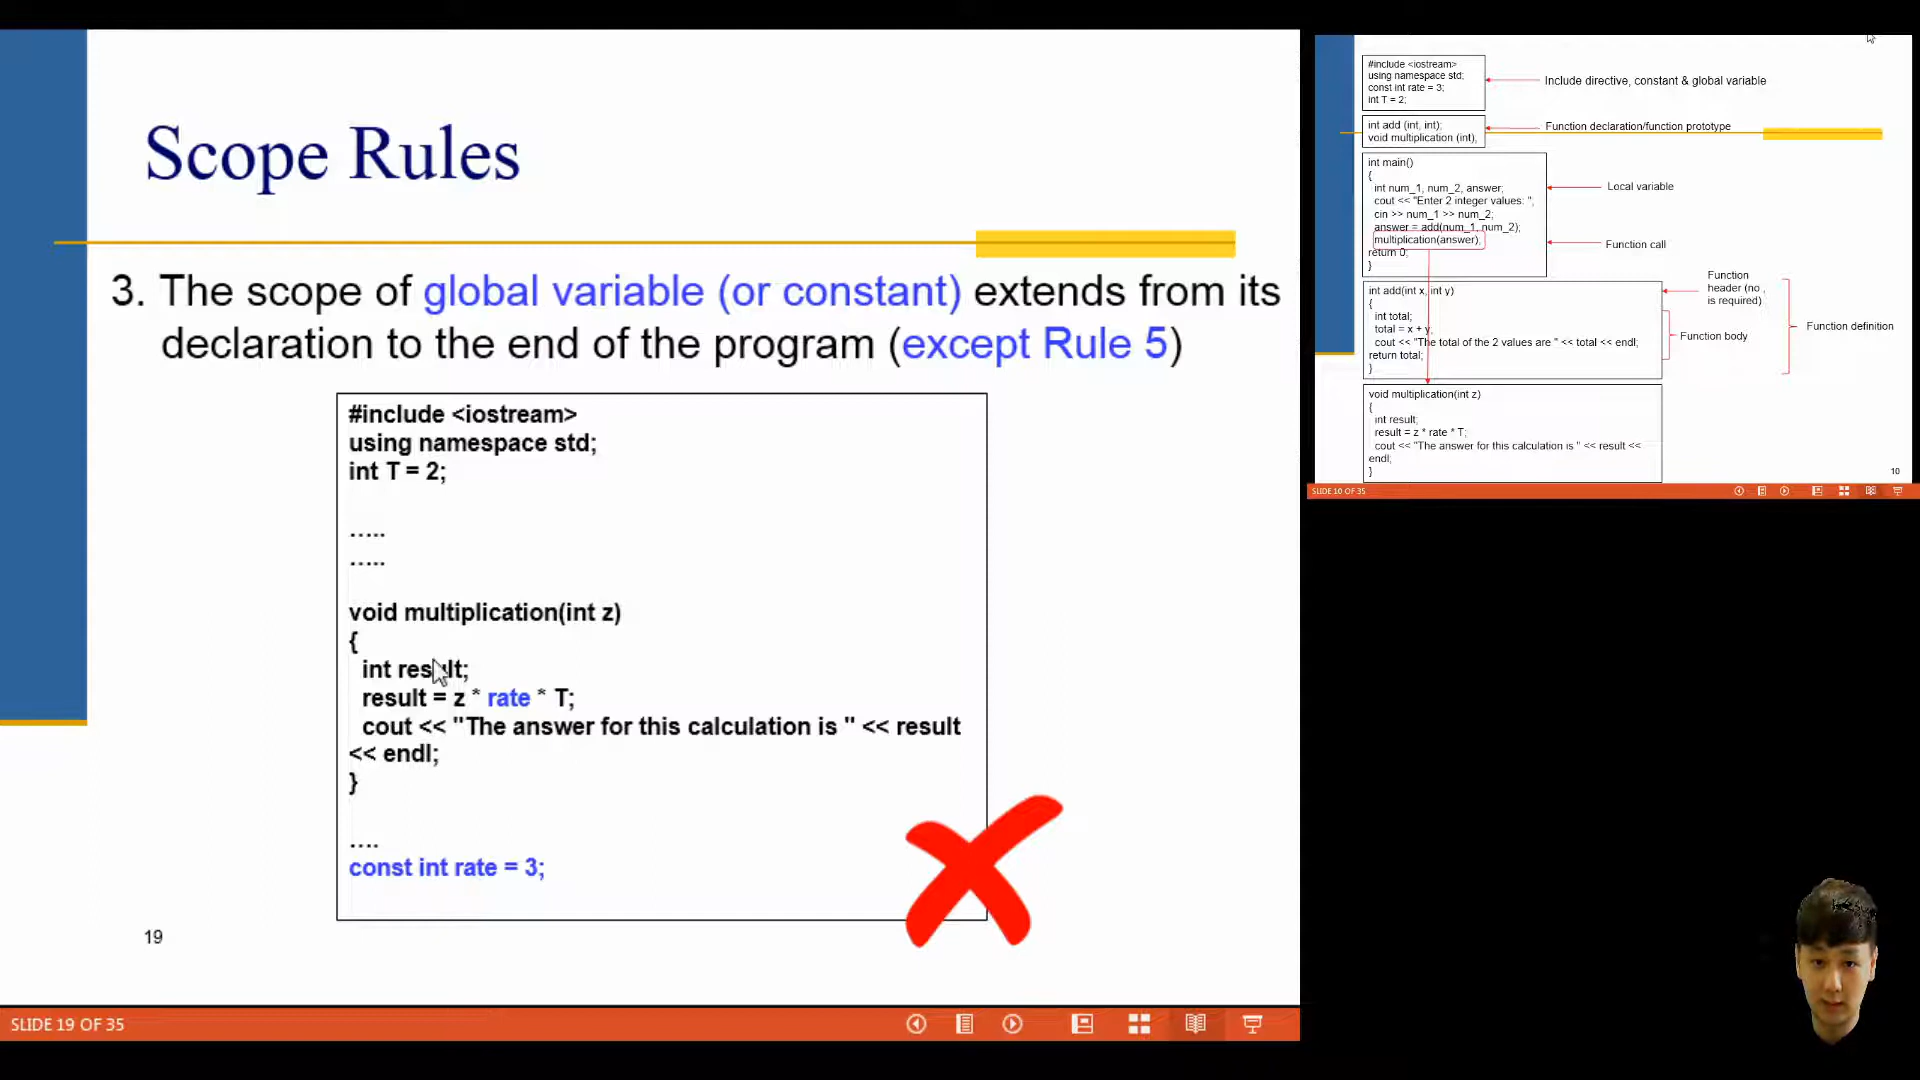 Scope Rules
3. The scope of global variable (or constant) extends from its
declaration to the end of the program (except Rule 5)
#include <iostream>
using namespace std;
int T = 2;
.....
.....
void multiplication(int z)
{
int result;
result = z * rate * T;
cout << "The answer for this calculation is " << result
<< endl;
}
....
const int rate = 3;
19
SLIDE 19 OF 35
#include <iostream>
using namespace std;
const int rate = 3;
int T = 2;
Include directive, constant & global variable
int add (int, int);
void multiplication (int),
Function declaration/function prototype
int main()
{
int num_1, num_2, answer;
cout << "Enter 2 integer values: ";
cin >> num_1 >> num_2;
answer = add(num_1, num_2);
multiplication(answer),
return 0;
}
Local variable
Function call
int add(int x, int y)
{
int total;
total = x + y;
cout << "The total of the 2 values are " << total << endl;
return total;
}
Function
header (no ,
is required)
Function body
Function definition
void multiplication(int z)
{
int result;
result = z * rate * T;
cout << "The answer for this calculation is " << result <<
endl;
}
10
SLIDE 10 OF 35